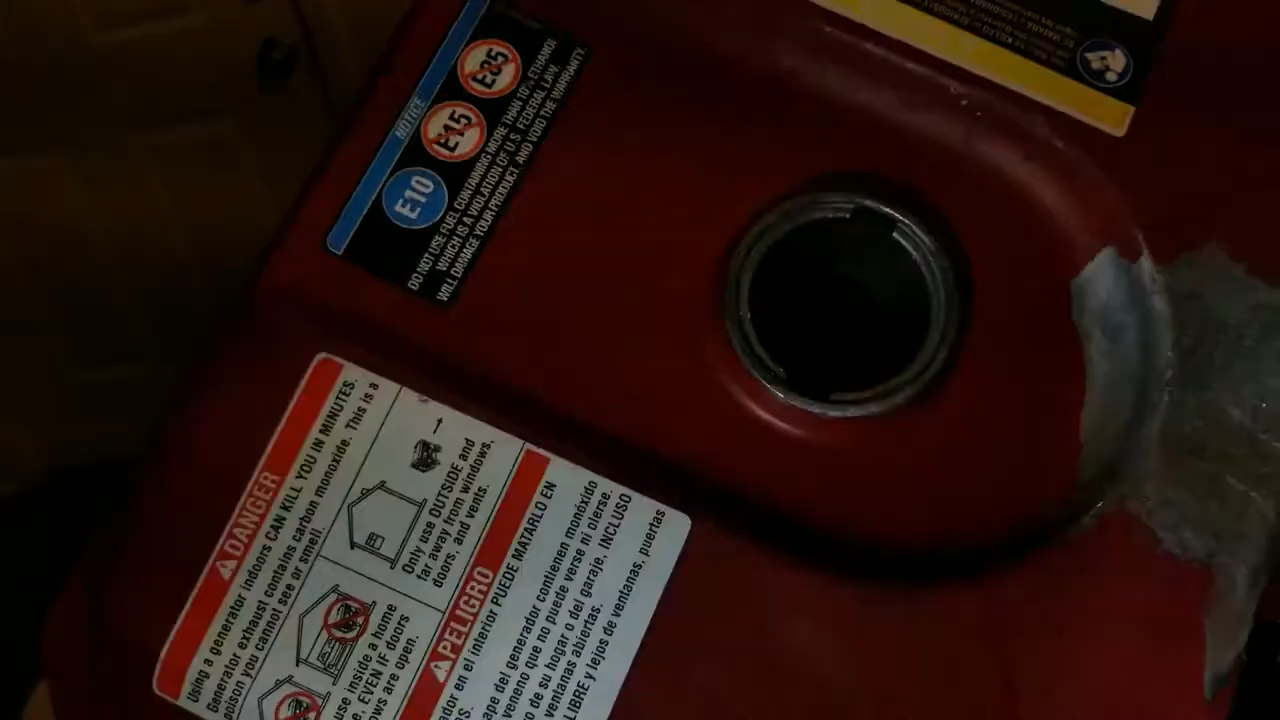 NOTICE
E10 E15 E85
DO NOT USE FUEL CONTAINING MORE THAN 10% ETHANOL
WHICH IS A VIOLATION OF U.S. FEDERAL LAW,
WILL DAMAGE YOUR PRODUCT AND VOID THE WARRANTY.
DANGER
Using a generator indoors CAN KILL YOU IN MINUTES.
Generator exhaust contains carbon monoxide. This is a
poison you cannot see or smell.
use inside a home
EVEN IF doors
are open.
Only use OUTSIDE and
far away from windows,
doors, and vents.
PELIGRO
en el interior PUEDE MATARLO EN
del generador contienen monóxido
veneno que no puede verse ni olerse.
de su hogar o del garaje, INCLUSO
ventanas abiertas.
LIBRE y lejos de ventanas, puertas